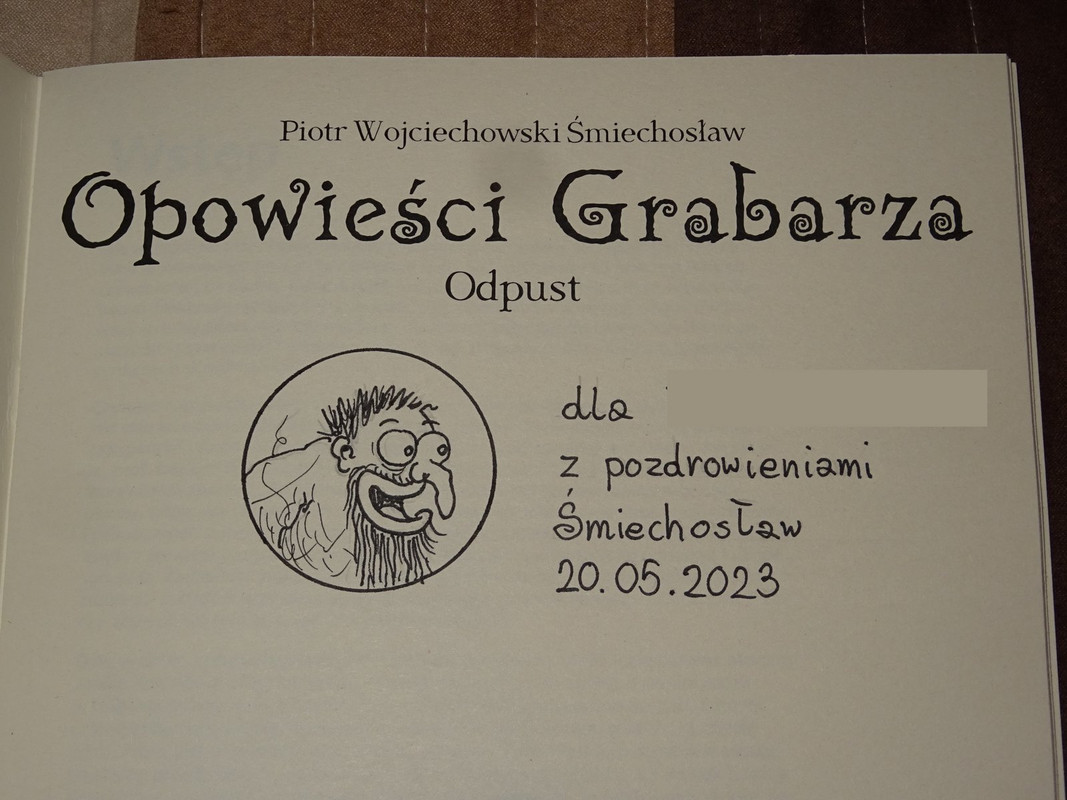 Piotr Wojciechowski Śmiechosław
Opowieści Grabarza
Odpust
dla
z pozdrowieniami
Śmiechosław
20.05.2023